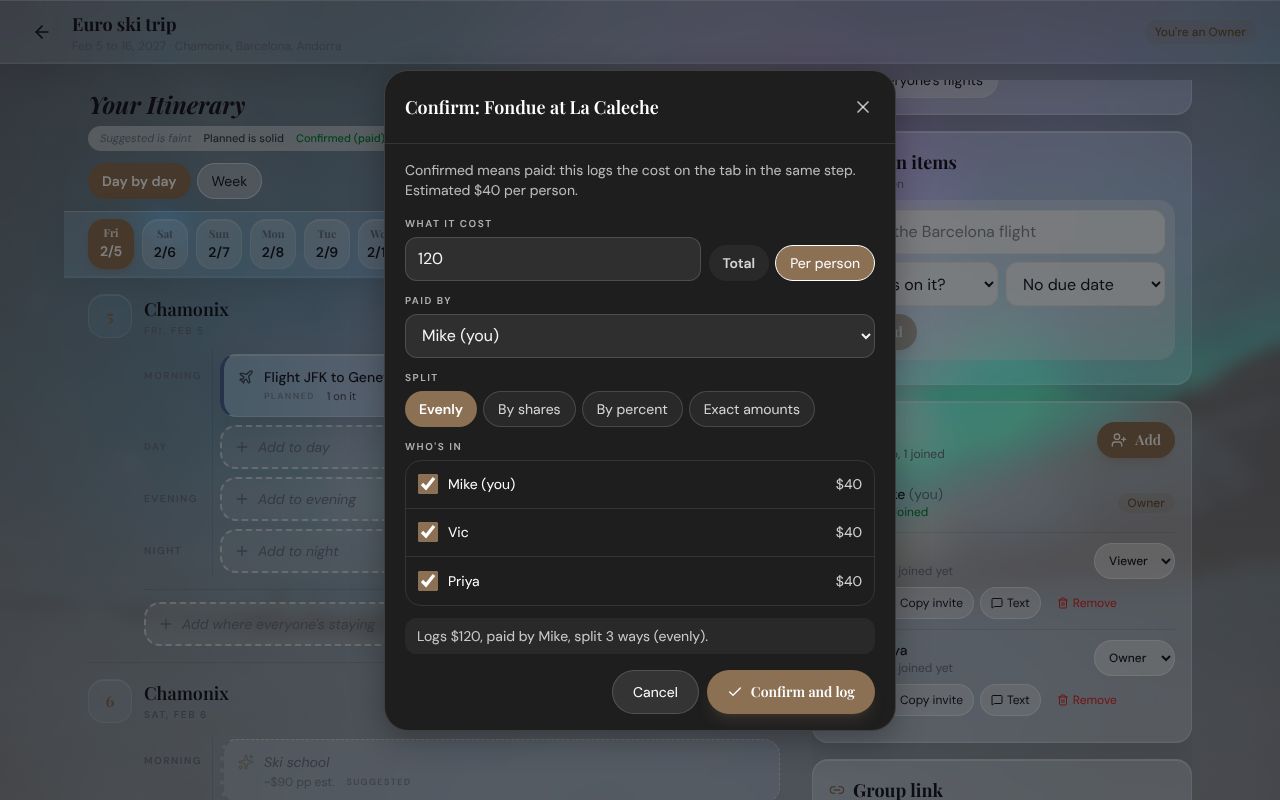 Euro ski trip
Feb 5 to 16, 2027 · Chamonix, Barcelona, Andorra
You're an Owner
Your Itinerary
Suggested is faint Planned is solid Confirmed (paid)
Day by day Week
Fri 2/5
Sat 2/6
Sun 2/7
Mon 2/8
Tue 2/9
5
Chamonix
FRI, FEB 5
MORNING
Flight JFK to Gene
PLANNED 1 on it
DAY
+ Add to day
EVENING
+ Add to evening
NIGHT
+ Add to night
+ Add where everyone's staying
6
Chamonix
SAT, FEB 6
MORNING
Ski school
~$90 pp est. SUGGESTED
Confirm: Fondue at La Caleche
Confirmed means paid: this logs the cost on the tab in the same step.
Estimated $40 per person.
WHAT IT COST
120
Total Per person
PAID BY
Mike (you)
SPLIT
Evenly By shares By percent Exact amounts
WHO'S IN
Mike (you) $40
Vic $40
Priya $40
Logs $120, paid by Mike, split 3 ways (evenly).
Cancel Confirm and log
ryone's flights
n items
the Barcelona flight
on it? No due date
Add
1 joined
(you)
Owner
joined yet
Viewer
Copy invite Text Remove
joined yet
Owner
Copy invite Text Remove
Group link